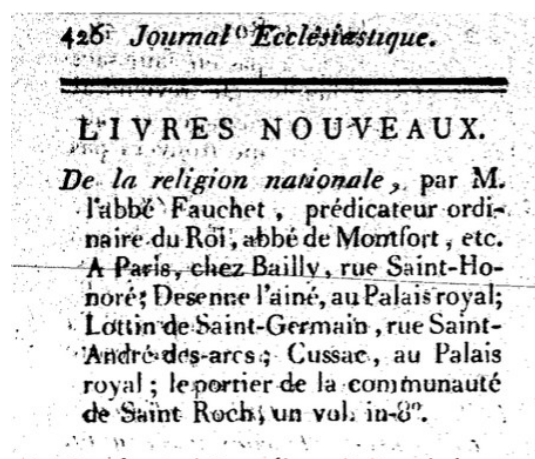 426 Journal Ecclésiastique.
LIVRES NOUVEAUX.
De la religion nationale, par M.
l'abbé Fauchet, prédicateur ordi-
naire du Roi, abbé de Montfort, etc.
A Paris, chez Bailly, rue Saint-Ho-
noré; Desenne l'ainé, au Palais royal;
Lottin de Saint-Germain, rue Saint-
André-des-arcs; Cussac, au Palais
royal; le portier de la communauté
de Saint Roch, un vol. in-8°.